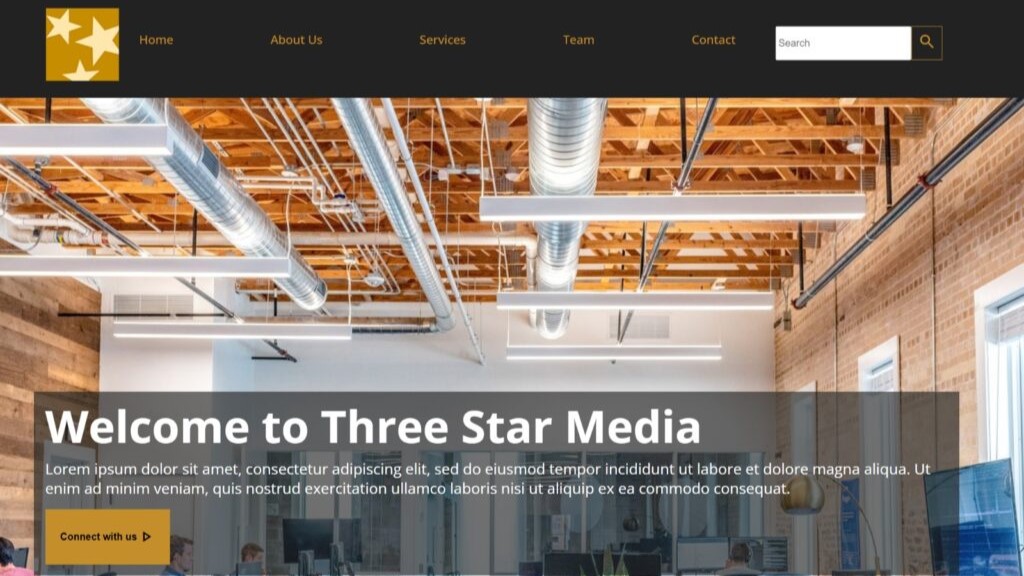 Home About Us Services Team Contact Search
Welcome to Three Star Media
Lorem ipsum dolor sit amet, consectetur adipiscing elit, sed do eiusmod tempor incididunt ut labore et dolore magna aliqua. Ut
enim ad minim veniam, quis nostrud exercitation ullamco laboris nisi ut aliquip ex ea commodo consequat.
Connect with us